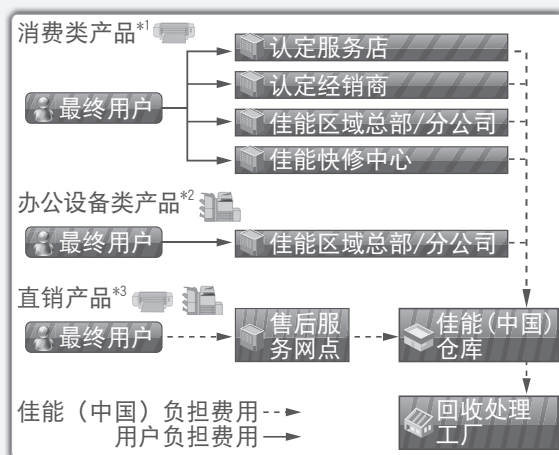 消费类产品*1
认定服务店
认定经销商
最终用户
佳能区域总部/分公司
佳能快修中心
办公设备类产品*2
最终用户
佳能区域总部/分公司
直销产品*3
最终用户
售后服
务网点
佳能(中国)
仓库
佳能（中国）负担费用
用户负担费用
回收处理
工厂